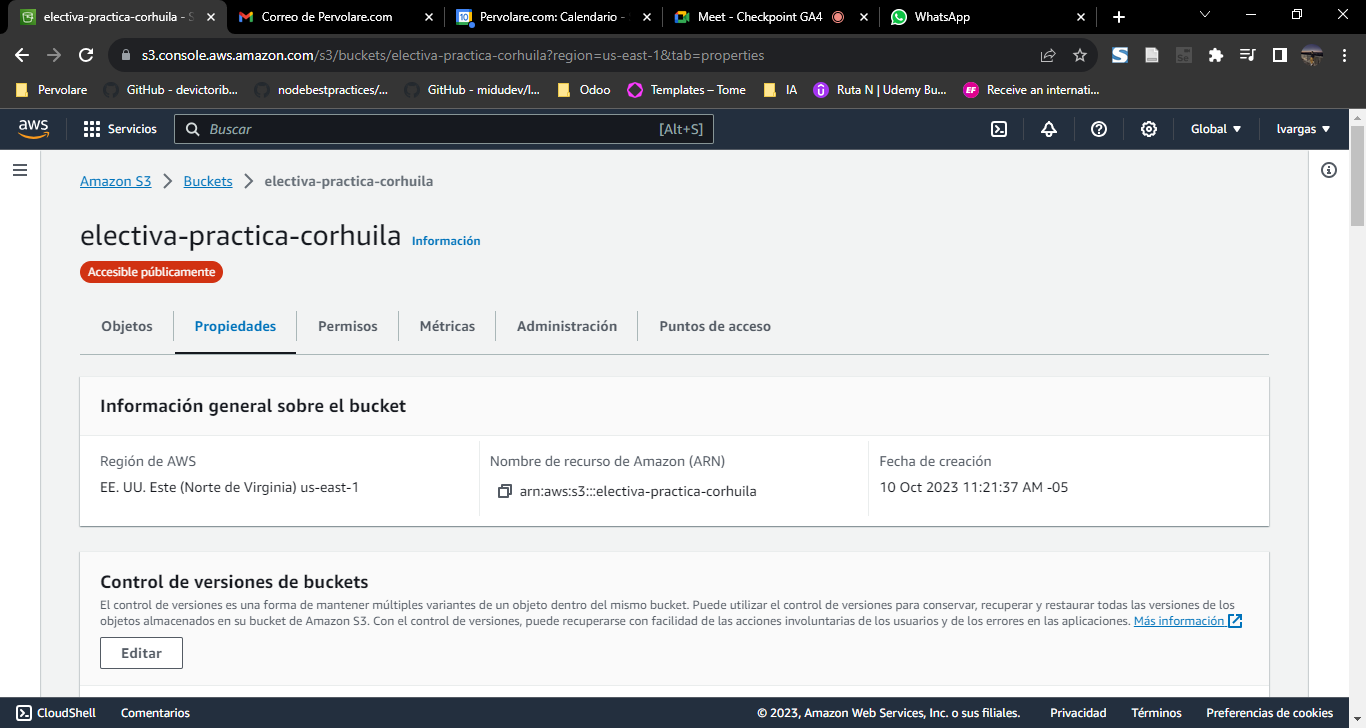 electiva-practica-corhuila - S
Correo de Pervolare.com
Pervolare.com: Calendario -
Meet - Checkpoint GA4
WhatsApp
s3.console.aws.amazon.com/s3/buckets/electiva-practica-corhuila?region=us-east-1&tab=properties
Pervolare
GitHub - devictorib...
nodebestpractices/...
GitHub - midudev/l...
Odoo
Templates – Tome
IA
Ruta N | Udemy Bu...
Receive an internati...
aws
Servicios
Buscar
[Alt+S]
Global
lvargas
Amazon S3 > Buckets > electiva-practica-corhuila
electiva-practica-corhuila Información
Accesible públicamente
Objetos
Propiedades
Permisos
Métricas
Administración
Puntos de acceso
Información general sobre el bucket
Región de AWS
EE. UU. Este (Norte de Virginia) us-east-1
Nombre de recurso de Amazon (ARN)
arn:aws:s3:::electiva-practica-corhuila
Fecha de creación
10 Oct 2023 11:21:37 AM -05
Control de versiones de buckets
El control de versiones es una forma de mantener múltiples variantes de un objeto dentro del mismo bucket. Puede utilizar el control de versiones para conservar, recuperar y restaurar todas las versiones de los
objetos almacenados en su bucket de Amazon S3. Con el control de versiones, puede recuperarse con facilidad de las acciones involuntarias de los usuarios y de los errores en las aplicaciones. Más información
Editar
CloudShell
Comentarios
© 2023, Amazon Web Services, Inc. o sus filiales.
Privacidad
Términos
Preferencias de cookies